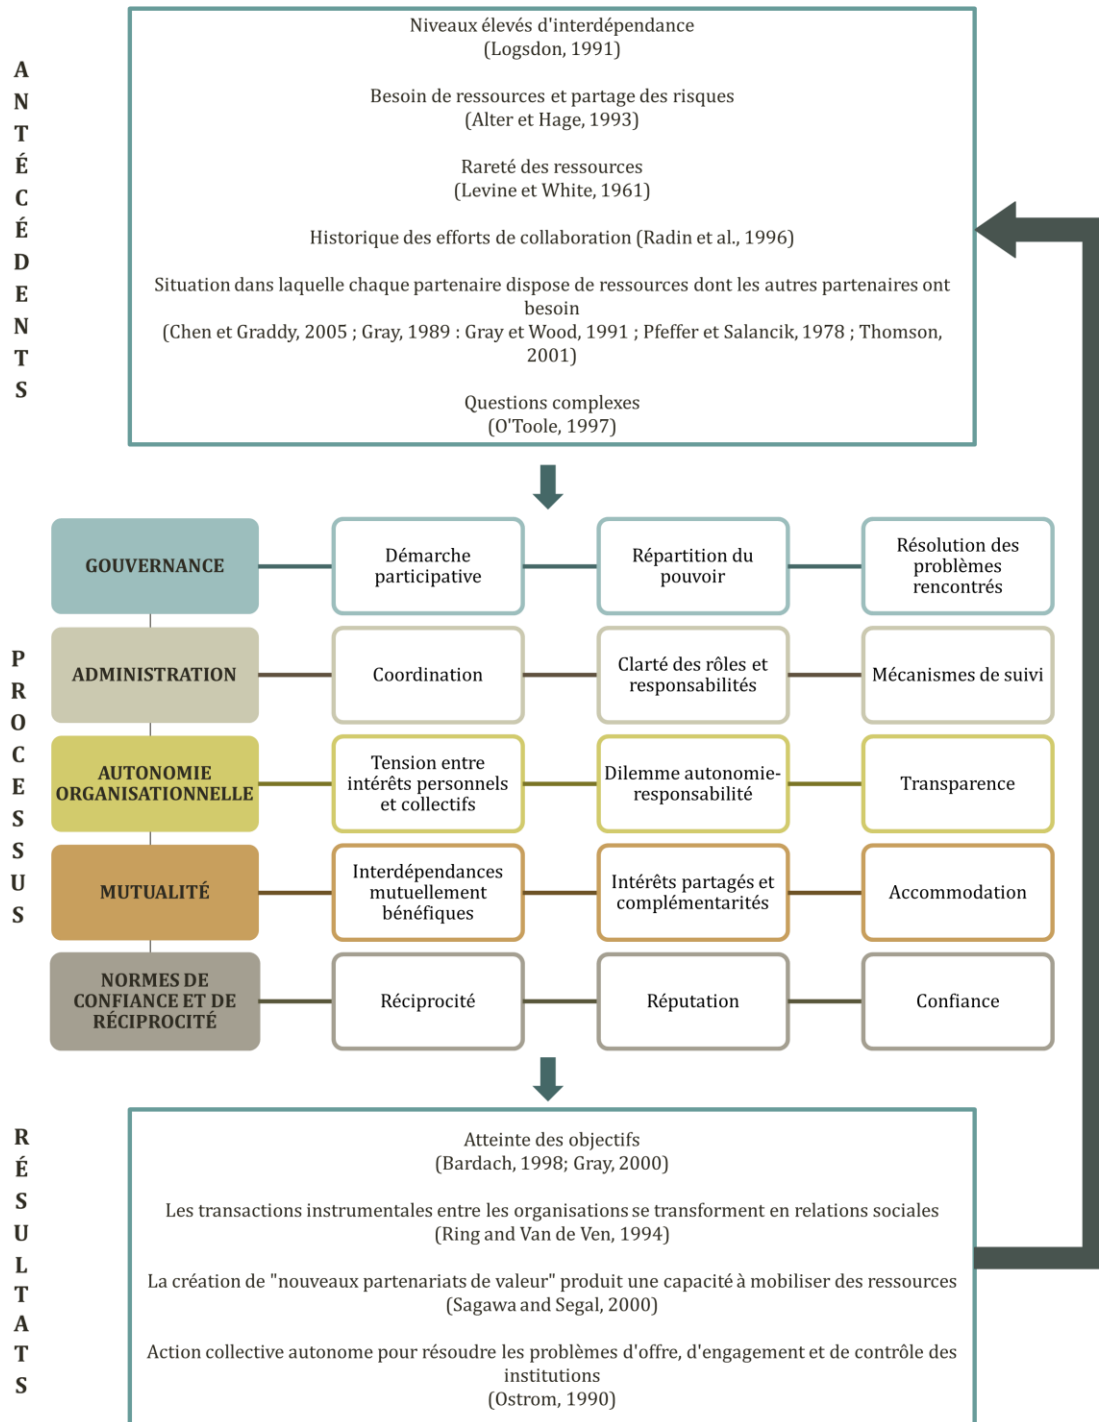 ANTÉCÉDENTS
Niveaux élevés d'interdépendance
(Logsdon, 1991)
Besoin de ressources et partage des risques
(Alter et Hage, 1993)
Rareté des ressources
(Levine et White, 1961)
Historique des efforts de collaboration (Radin et al., 1996)
Situation dans laquelle chaque partenaire dispose de ressources dont les autres partenaires ont
besoin
(Chen et Graddy, 2005 ; Gray, 1989 : Gray et Wood, 1991 ; Pfeffer et Salancik, 1978 ; Thomson,
2001)
Questions complexes
(O'Toole, 1997)
PROCESSUS
GOUVERNANCE
Démarche
participative
Répartition du
pouvoir
Résolution des
problèmes
rencontrés
ADMINISTRATION
Coordination
Clarté des rôles et
responsabilités
Mécanismes de suivi
AUTONOMIE
ORGANISATIONNELLE
Tension entre
intérêts personnels
et collectifs
Dilemme autonomie-
responsabilité
Transparence
MUTUALITÉ
Interdépendances
mutuellement
bénéfiques
Intérêts partagés et
complémentarités
Accommodation
NORMES DE
CONFIANCE ET DE
RÉCIPROCITÉ
Réciprocité
Réputation
Confiance
RÉSULTATS
Atteinte des objectifs
(Bardach, 1998; Gray, 2000)
Les transactions instrumentales entre les organisations se transforment en relations sociales
(Ring and Van de Ven, 1994)
La création de "nouveaux partenariats de valeur" produit une capacité à mobiliser des ressources
(Sagawa and Segal, 2000)
Action collective autonome pour résoudre les problèmes d'offre, d'engagement et de contrôle des
institutions
(Ostrom, 1990)